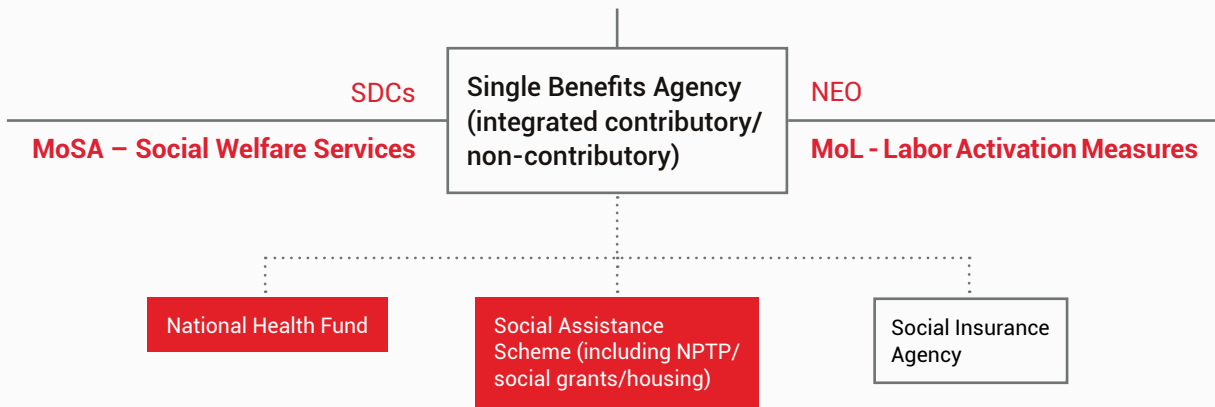 SDCs
MoSA – Social Welfare Services
Single Benefits Agency
(integrated contributory/
non-contributory)
NEO
MoL - Labor Activation Measures
National Health Fund
Social Assistance
Scheme (including NPTP/
social grants/housing)
Social Insurance
Agency